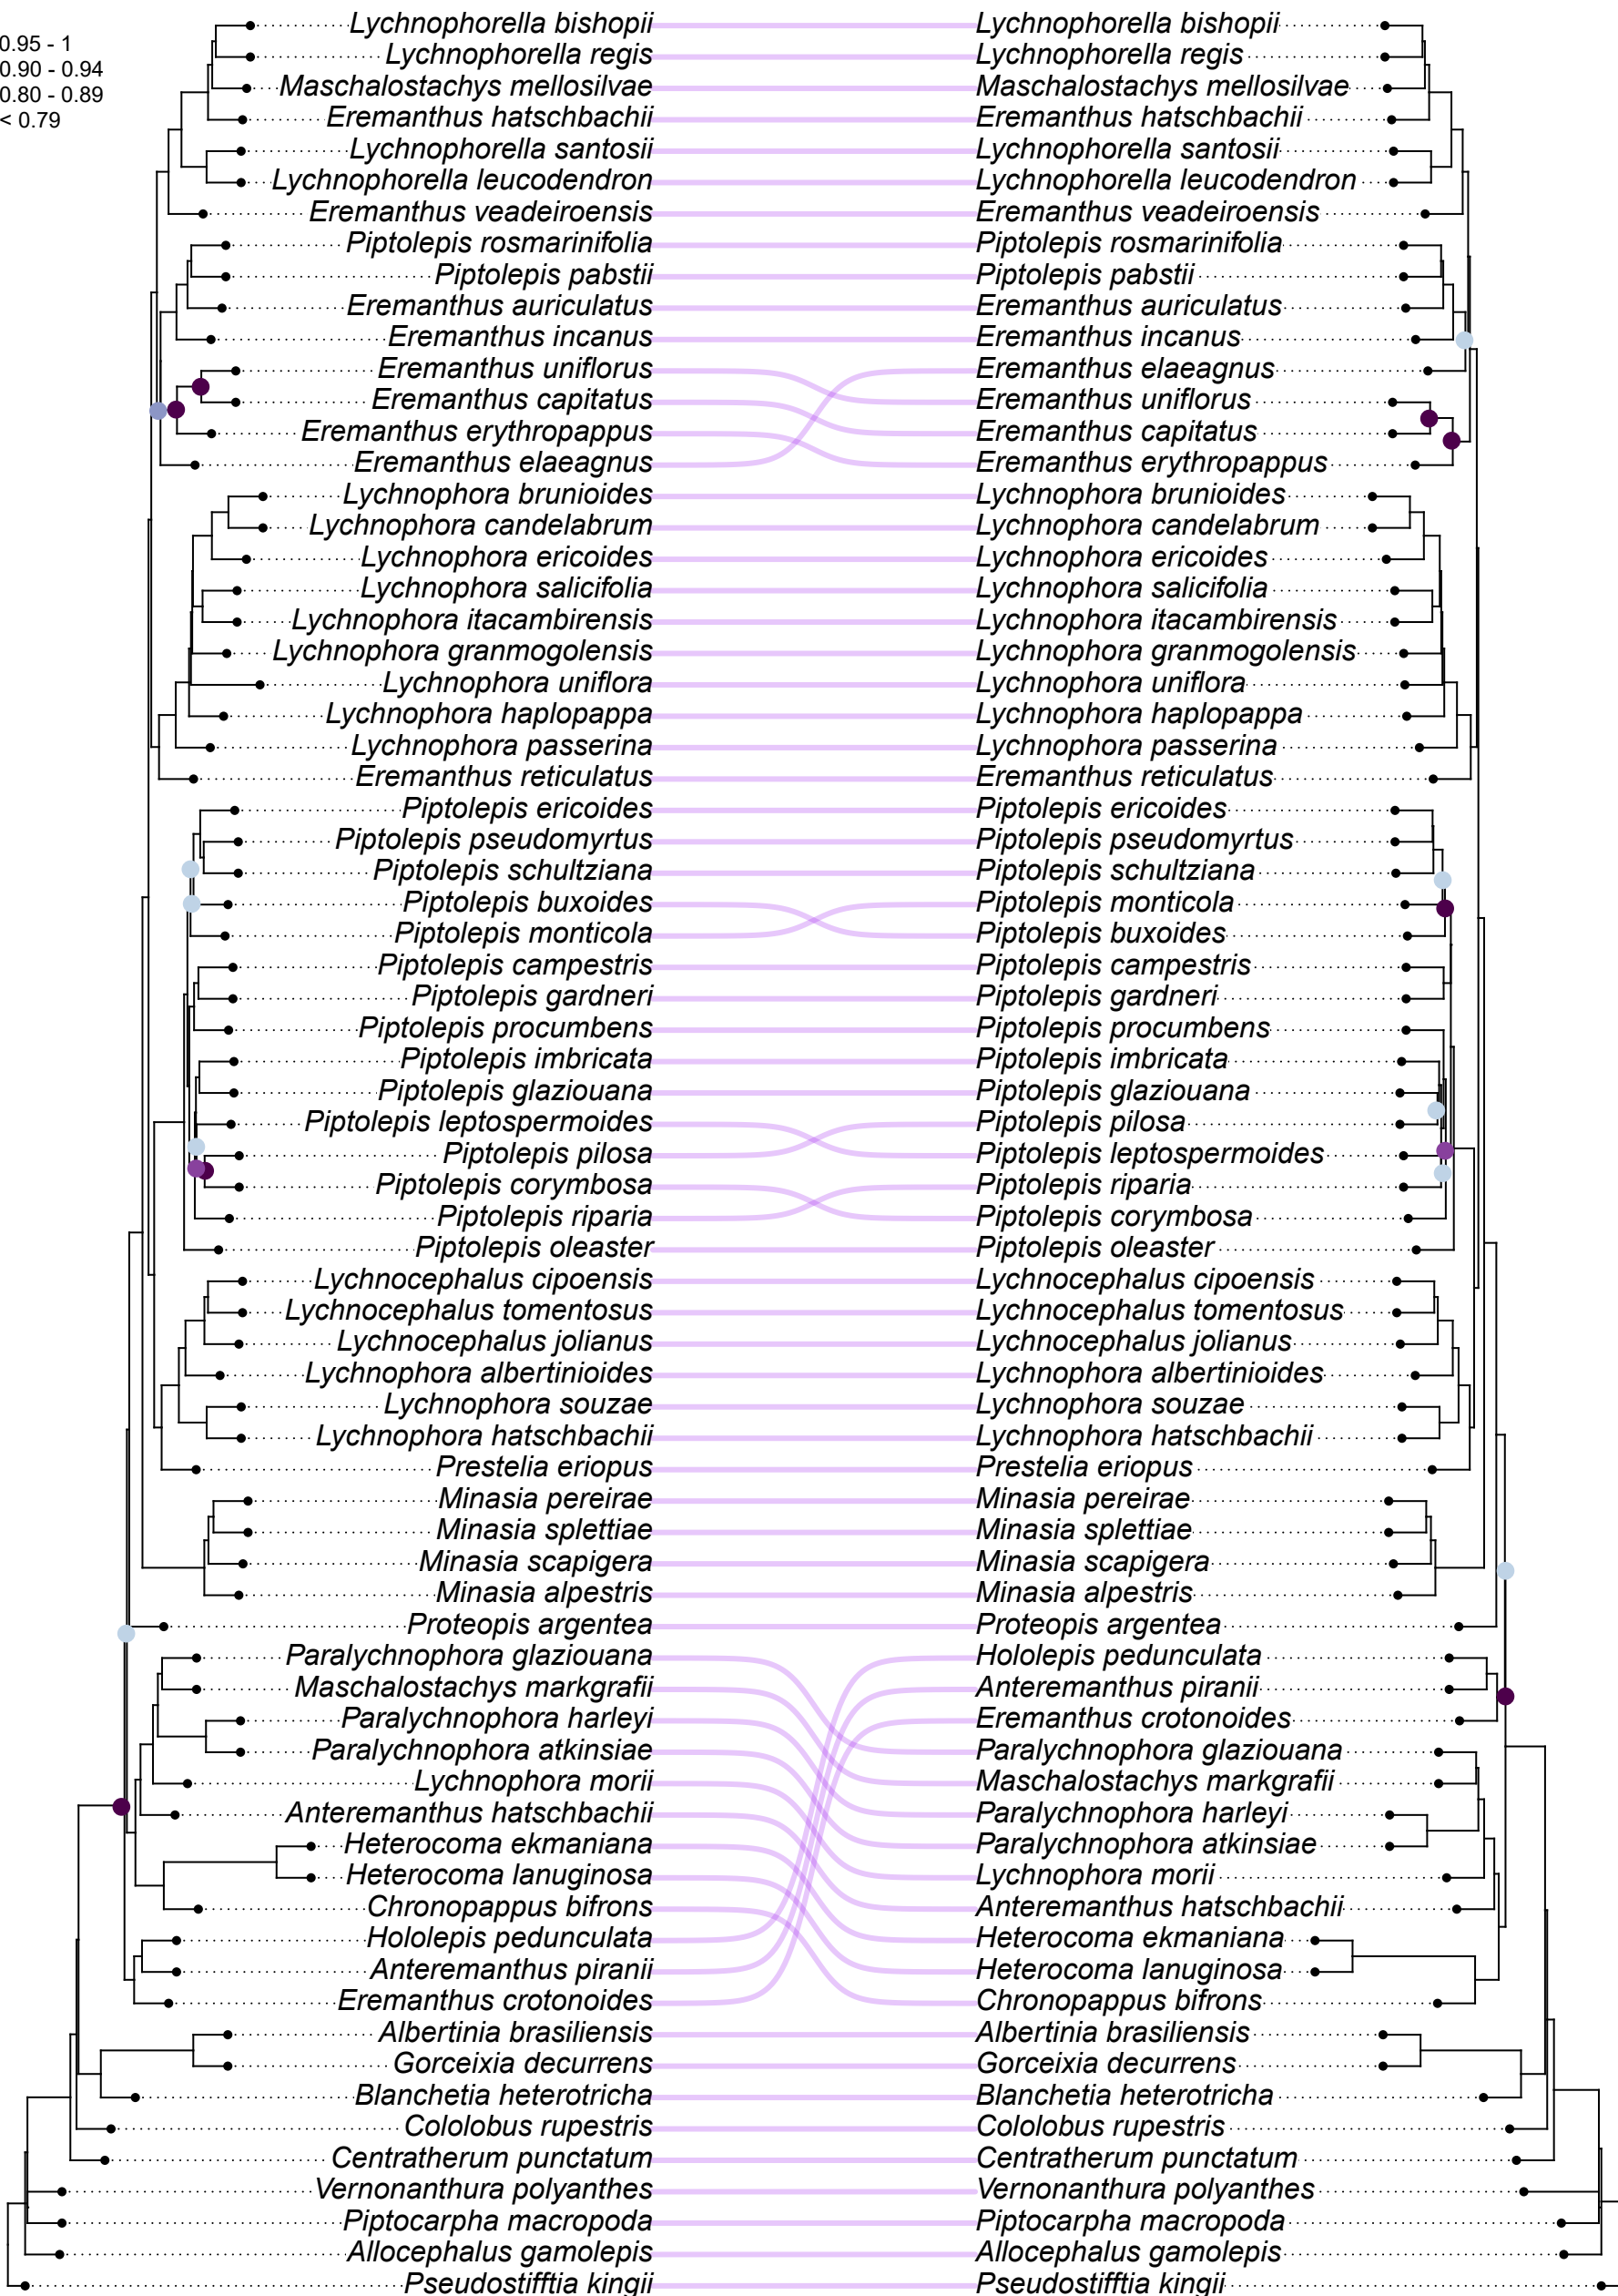 0.95 - 1
0.90 - 0.94
0.80 - 0.89
< 0.79
Lychnophorella bishopii Lychnophorella bishopii
Lychnophorella regis Lychnophorella regis
Maschalostachys mellosilvae Maschalostachys mellosilvae
Eremanthus hatschbachii Eremanthus hatschbachii
Lychnophorella santosii Lychnophorella santosii
Lychnophorella leucodendron Lychnophorella leucodendron
Eremanthus veadeiroensis Eremanthus veadeiroensis
Piptolepis rosmarinifolia Piptolepis rosmarinifolia
Piptolepis pabstii Piptolepis pabstii
Eremanthus auriculatus Eremanthus auriculatus
Eremanthus incanus Eremanthus incanus
Eremanthus uniflorus Eremanthus elaeagnus
Eremanthus capitatus Eremanthus uniflorus
Eremanthus erythropappus Eremanthus capitatus
Eremanthus elaeagnus Eremanthus erythropappus
Lychnophora brunioides Lychnophora brunioides
Lychnophora candelabrum Lychnophora candelabrum
Lychnophora ericoides Lychnophora ericoides
Lychnophora salicifolia Lychnophora salicifolia
Lychnophora itacambirensis Lychnophora itacambirensis
Lychnophora granmogolensis Lychnophora granmogolensis
Lychnophora uniflora Lychnophora uniflora
Lychnophora haplopappa Lychnophora haplopappa
Lychnophora passerina Lychnophora passerina
Eremanthus reticulatus Eremanthus reticulatus
Piptolepis ericoides Piptolepis ericoides
Piptolepis pseudomyrtus Piptolepis pseudomyrtus
Piptolepis schultziana Piptolepis schultziana
Piptolepis buxoides Piptolepis monticola
Piptolepis monticola Piptolepis buxoides
Piptolepis campestris Piptolepis campestris
Piptolepis gardneri Piptolepis gardneri
Piptolepis procumbens Piptolepis procumbens
Piptolepis imbricata Piptolepis imbricata
Piptolepis glaziouana Piptolepis glaziouana
Piptolepis leptospermoides Piptolepis pilosa
Piptolepis pilosa Piptolepis leptospermoides
Piptolepis corymbosa Piptolepis riparia
Piptolepis riparia Piptolepis corymbosa
Piptolepis oleaster Piptolepis oleaster
Lychnocephalus cipoensis Lychnocephalus cipoensis
Lychnocephalus tomentosus Lychnocephalus tomentosus
Lychnocephalus jolianus Lychnocephalus jolianus
Lychnophora albertinioides Lychnophora albertinioides
Lychnophora souzae Lychnophora souzae
Lychnophora hatschbachii Lychnophora hatschbachii
Prestelia eriopus Prestelia eriopus
Minasia pereirae Minasia pereirae
Minasia splettiae Minasia splettiae
Minasia scapigera Minasia scapigera
Minasia alpestris Minasia alpestris
Proteopis argentea Proteopis argentea
Paralychnophora glaziouana Hololepis pedunculata
Maschalostachys markgrafii Anteremanthus piranii
Paralychnophora harleyi Eremanthus crotonoides
Paralychnophora atkinsiae Paralychnophora glaziouana
Lychnophora morii Maschalostachys markgrafii
Anteremanthus hatschbachii Paralychnophora harleyi
Heterocoma ekmaniana Paralychnophora atkinsiae
Heterocoma lanuginosa Lychnophora morii
Chronopappus bifrons Anteremanthus hatschbachii
Hololepis pedunculata Heterocoma ekmaniana
Anteremanthus piranii Heterocoma lanuginosa
Eremanthus crotonoides Chronopappus bifrons
Albertinia brasiliensis Albertinia brasiliensis
Gorceixia decurrens Gorceixia decurrens
Blanchetia heterotricha Blanchetia heterotricha
Cololobus rupestris Cololobus rupestris
Centratherum punctatum Centratherum punctatum
Vernonanthura polyanthes Vernonanthura polyanthes
Piptocarpha macropoda Piptocarpha macropoda
Allocephalus gamolepis Allocephalus gamolepis
Pseudostifftia kingii Pseudostifftia kingii